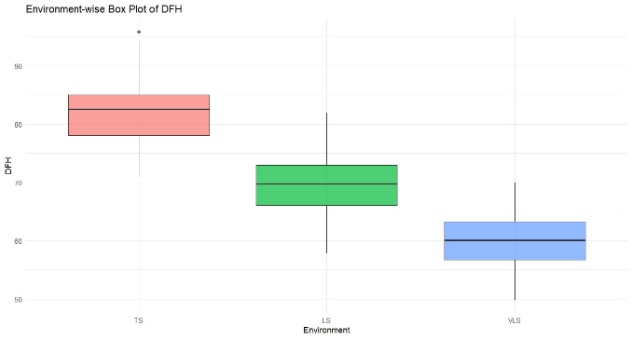 Environment-wise Box Plot of DFH
90
80
70
60
50
DFH
TS
LS
VLS
Environment